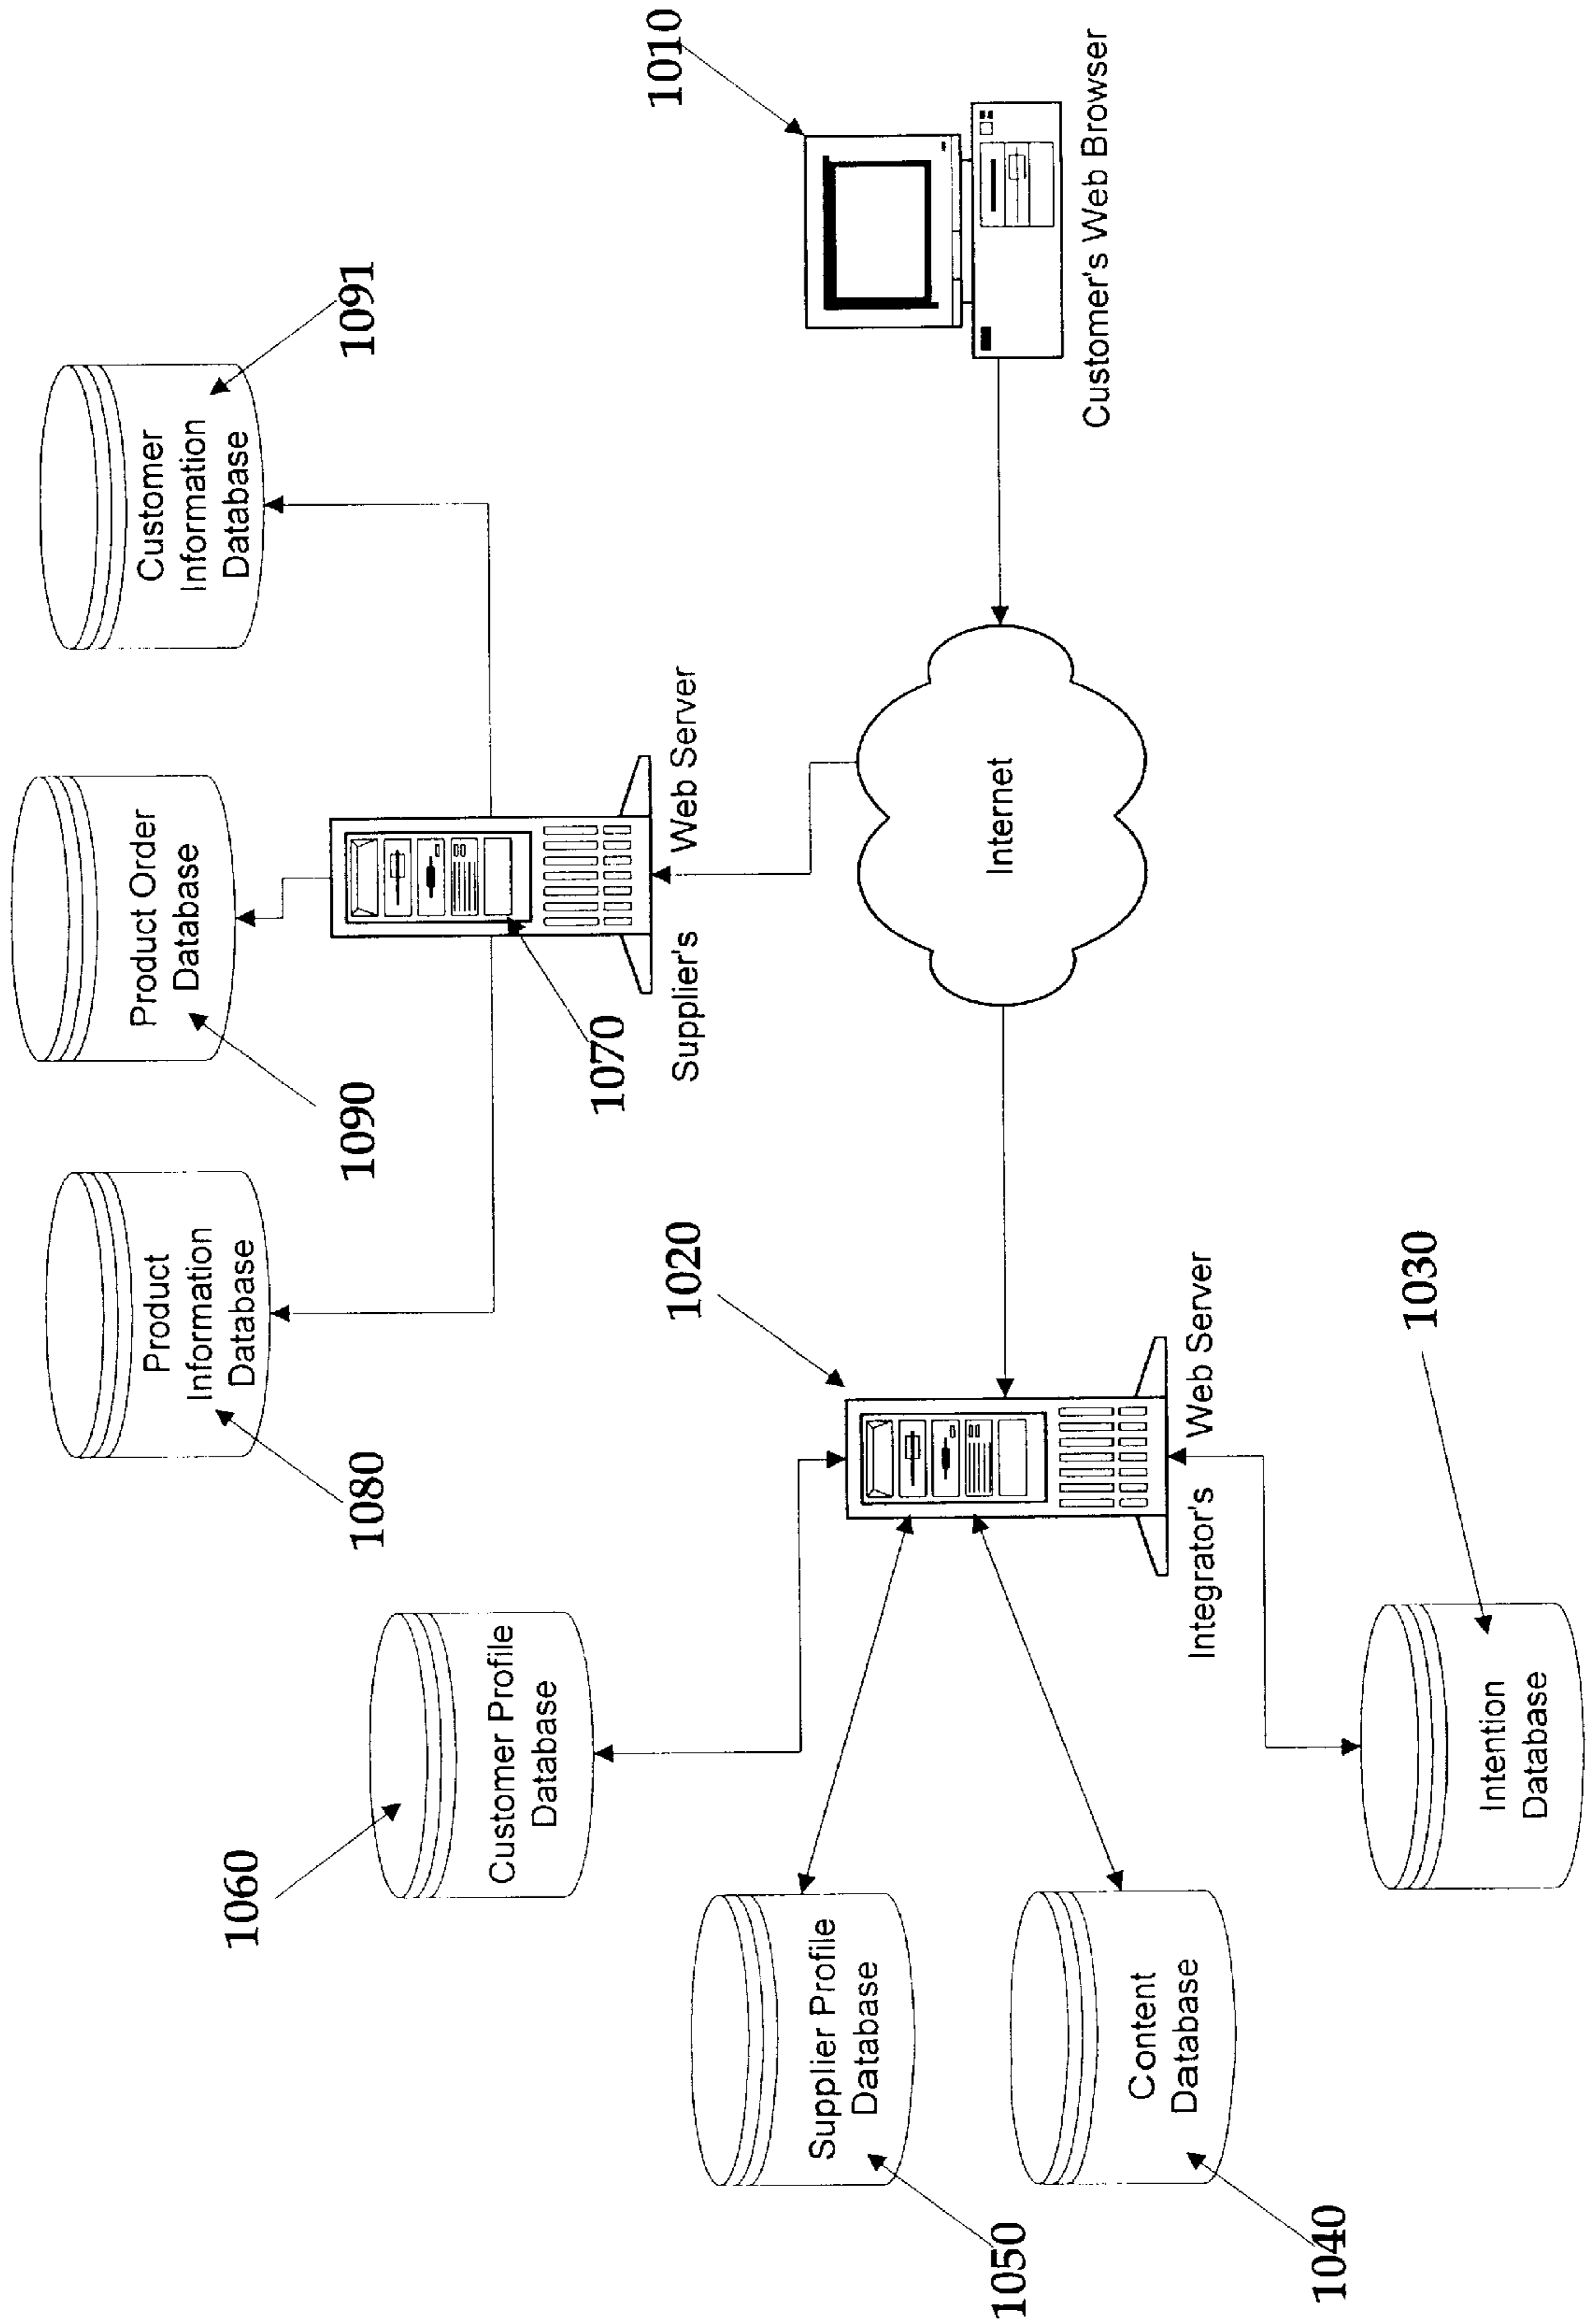 1080
Product
Information
Database
1090
Product Order
Database
1091
Customer
Information
Database
1060
Customer Profile
Database
1070
Supplier's
Web Server
1010
Customer's Web Browser
1050
Supplier Profile
Database
1020
Integrator's
Web Server
Internet
1040
Content
Database
1030
Intention
Database